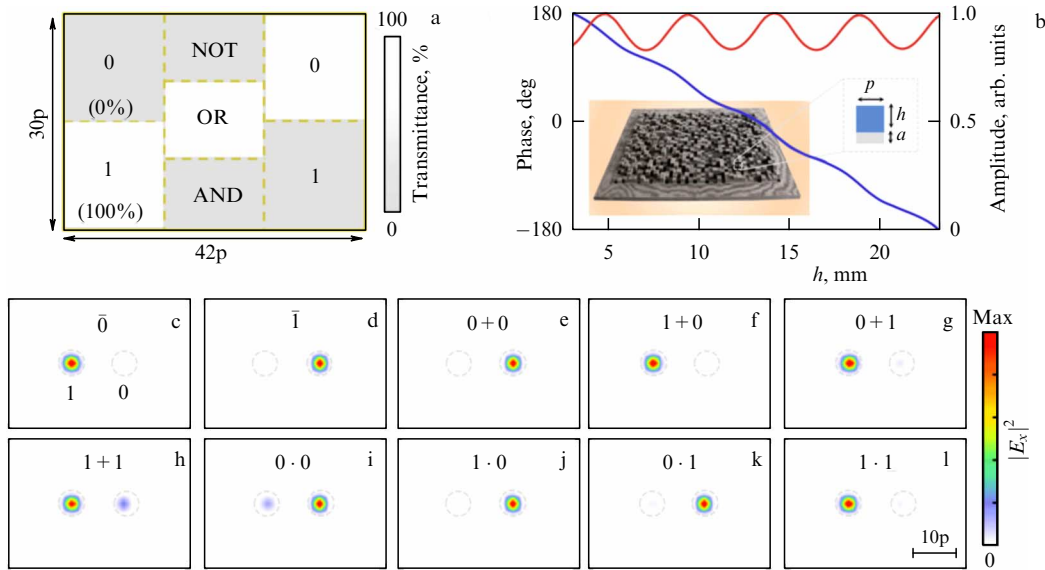 a
0
(0%)
1
(100%)
NOT
OR
AND
0
1
30p
42p
100
0
Transmittance, %
b
180
0
−180
Phase, deg
1.0
0.5
0
Amplitude, arb. units
5 10 15 20
h, mm
p
h
a
0̄ c
1 0
1̄ d
0 + 0 e
1 + 0 f
0 + 1 g
1 + 1 h
0 · 0 i
1 · 0 j
0 · 1 k
1 · 1 l
10p
Max
|Eₓ|²
0